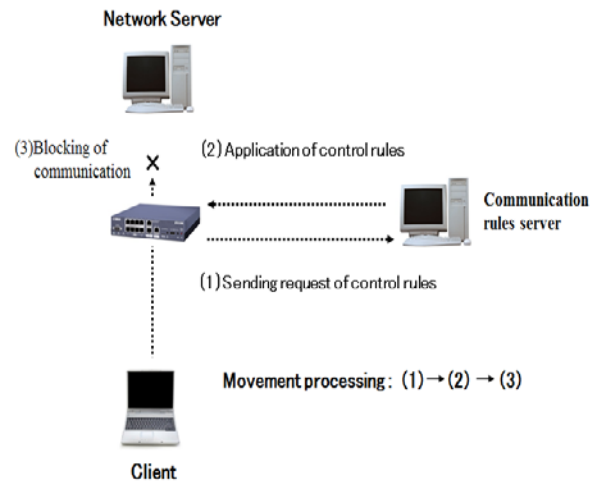 Network Server
(3)Blocking of
communication
(2) Application of control rules
Communication
rules server
(1) Sending request of control rules
Movement processing: (1)→(2)→(3)
Client